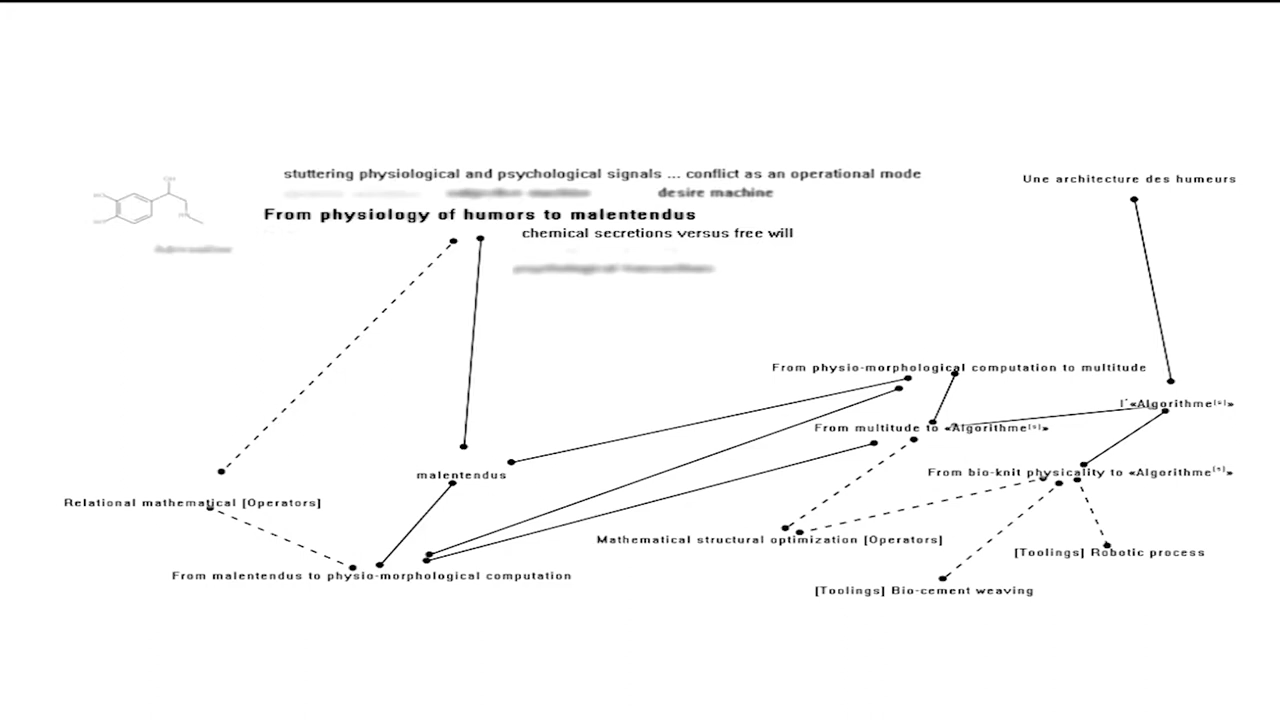 stuttering physiological and psychological signals ... conflict as an operational mode
Une architecture des humeurs
desire machine
From physiology of humors to malentendus
chemical secretions versus free will
From physio-morphological computation to multitude
l'«Algorithme[s]»
From multitude to «Algorithme[s]»
malentendus
From bio-knit physicality to «Algorithme[s]»
Relational mathematical [Operators]
Mathematical structural optimization [Operators]
[Toolings] Robotic process
From malentendus to physio-morphological computation
[Toolings] Bio-cement weaving